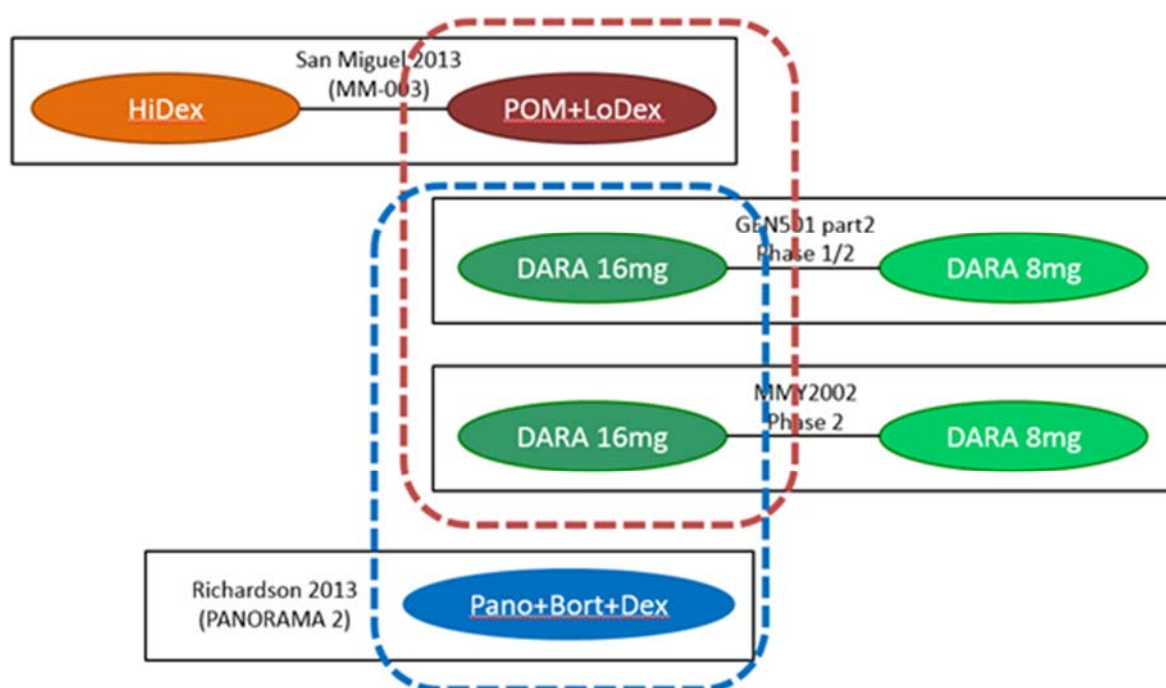 San Miguel 2013
(MM-003)
HiDex
POM+LoDex
GEN501 part2
Phase 1/2
DARA 16mg
DARA 8mg
MMY2002
Phase 2
DARA 16mg
DARA 8mg
Richardson 2013
(PANORAMA 2)
Pano+Bort+Dex